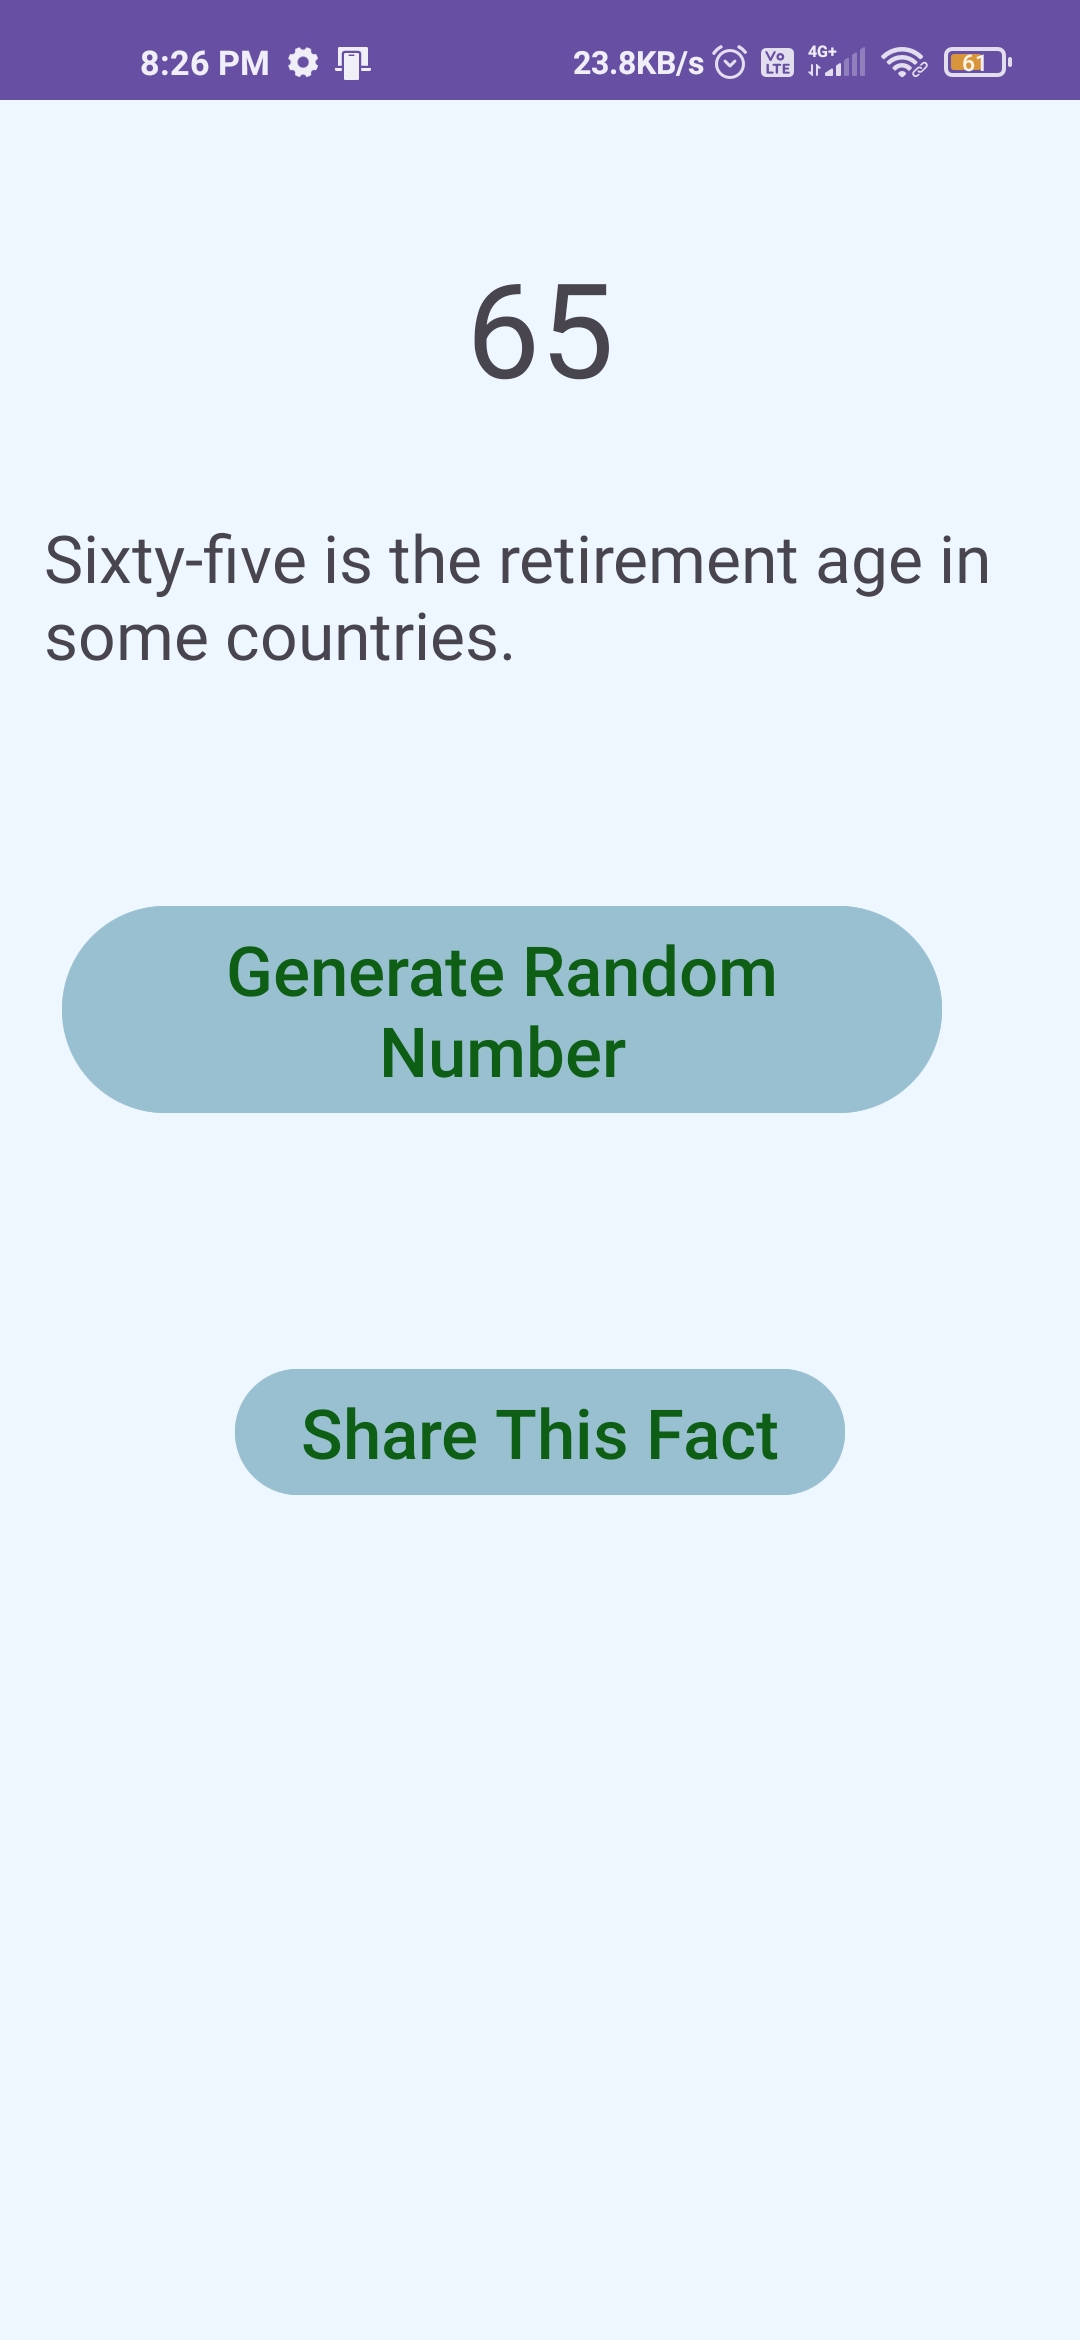 8:26 PM 23.8KB/s Vo LTE 4G+ 61
65
Sixty-five is the retirement age in
some countries.
Generate Random
Number
Share This Fact